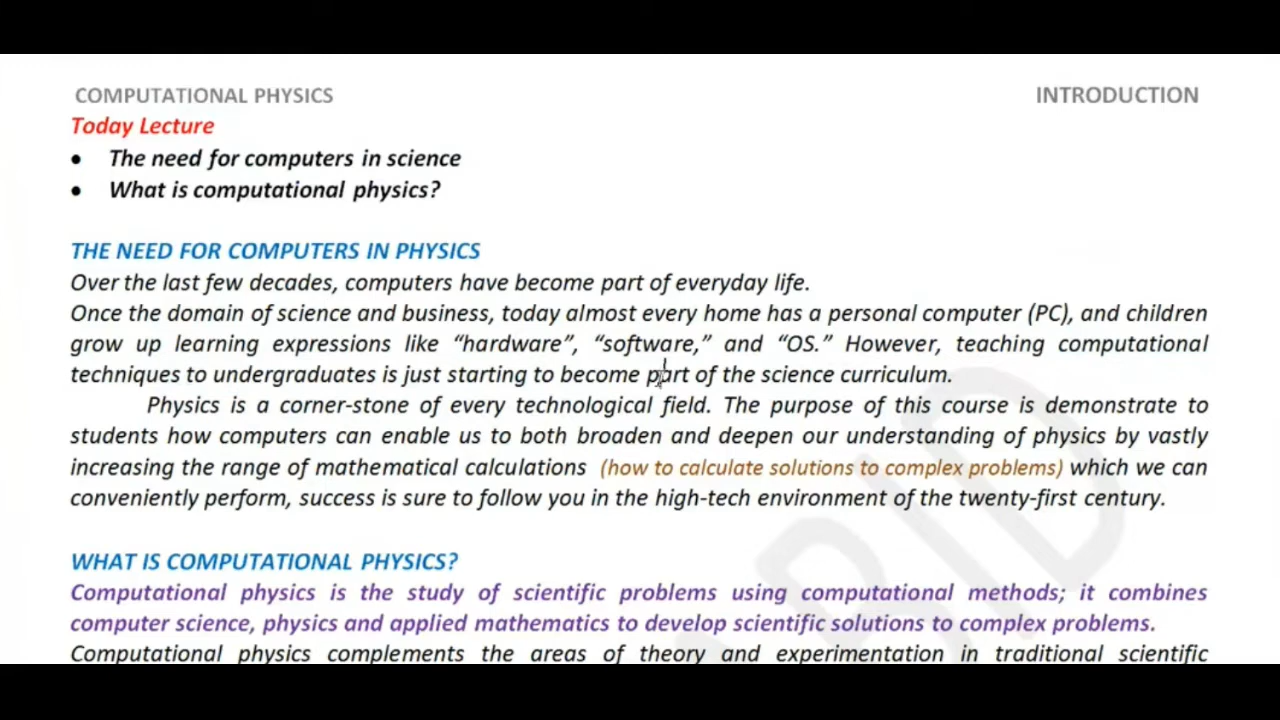 COMPUTATIONAL PHYSICS INTRODUCTION
Today Lecture
• The need for computers in science
• What is computational physics?
THE NEED FOR COMPUTERS IN PHYSICS
Over the last few decades, computers have become part of everyday life.
Once the domain of science and business, today almost every home has a personal computer (PC), and children
grow up learning expressions like “hardware”, “software,” and “OS.” However, teaching computational
techniques to undergraduates is just starting to become part of the science curriculum.
Physics is a corner-stone of every technological field. The purpose of this course is demonstrate to
students how computers can enable us to both broaden and deepen our understanding of physics by vastly
increasing the range of mathematical calculations (how to calculate solutions to complex problems) which we can
conveniently perform, success is sure to follow you in the high-tech environment of the twenty-first century.
WHAT IS COMPUTATIONAL PHYSICS?
Computational physics is the study of scientific problems using computational methods; it combines
computer science, physics and applied mathematics to develop scientific solutions to complex problems.
Computational physics complements the areas of theory and experimentation in traditional scientific